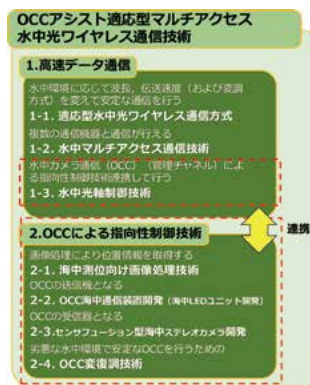 OCCアシスト適応型マルチアクセス
水中光ワイヤレス通信技術
1.高速データ通信
水中環境に応じて波長，伝送速度（および変調
方式）を変えて安定な通信を行う
1-1. 適応型水中光ワイヤレス通信方式
複数の通信機器と通信が行える
1-2. 水中マルチアクセス通信技術
水中カメラ通信（OCC）（管理チャネル）によ
る指向性制御技術連携して行う
1-3. 水中光軸制御技術
連携
2.OCCによる指向性制御技術
画像処理により位置情報を取得する
2-1. 海中測位向け画像処理技術
OCCの送信機となる
2-2. OCC海中通信装置開発（海中LEDユニット開発）
OCCの受信器となる
2-3.センサフュージョン型海中ステレオカメラ開発
劣悪な水中環境で安定なOCCを行うための
2-4. OCC変復調技術